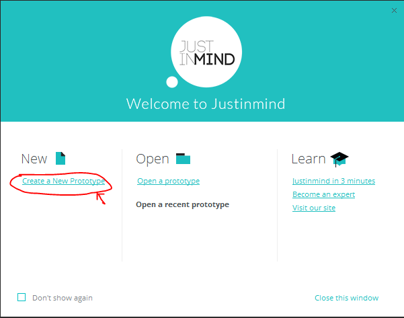 JUST
INMIND
Welcome to Justinmind
New
Create a New Prototype
Open
Open a prototype
Open a recent prototype
Learn
Justinmind in 3 minutes
Become an expert
Visit our site
Don't show again
Close this window